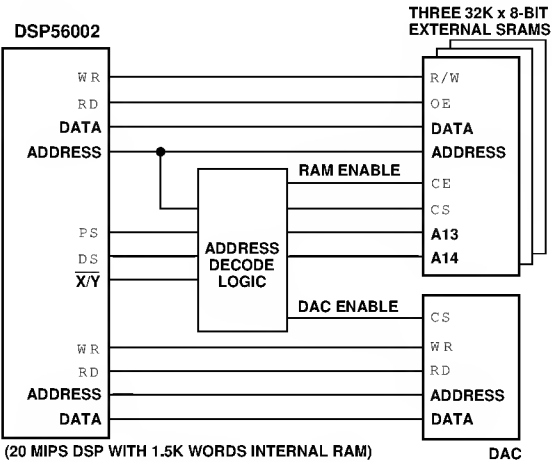 THREE 32K x 8-BIT
EXTERNAL SRAMS
DSP56002
WR
R/W
RD
OE
DATA
DATA
ADDRESS
ADDRESS
RAM ENABLE
CE
CS
PS
A13
DS
A14
X/Y
ADDRESS
DECODE
LOGIC
DAC ENABLE
CS
WR
WR
RD
RD
ADDRESS
ADDRESS
DATA
DATA
(20 MIPS DSP WITH 1.5K WORDS INTERNAL RAM)
DAC